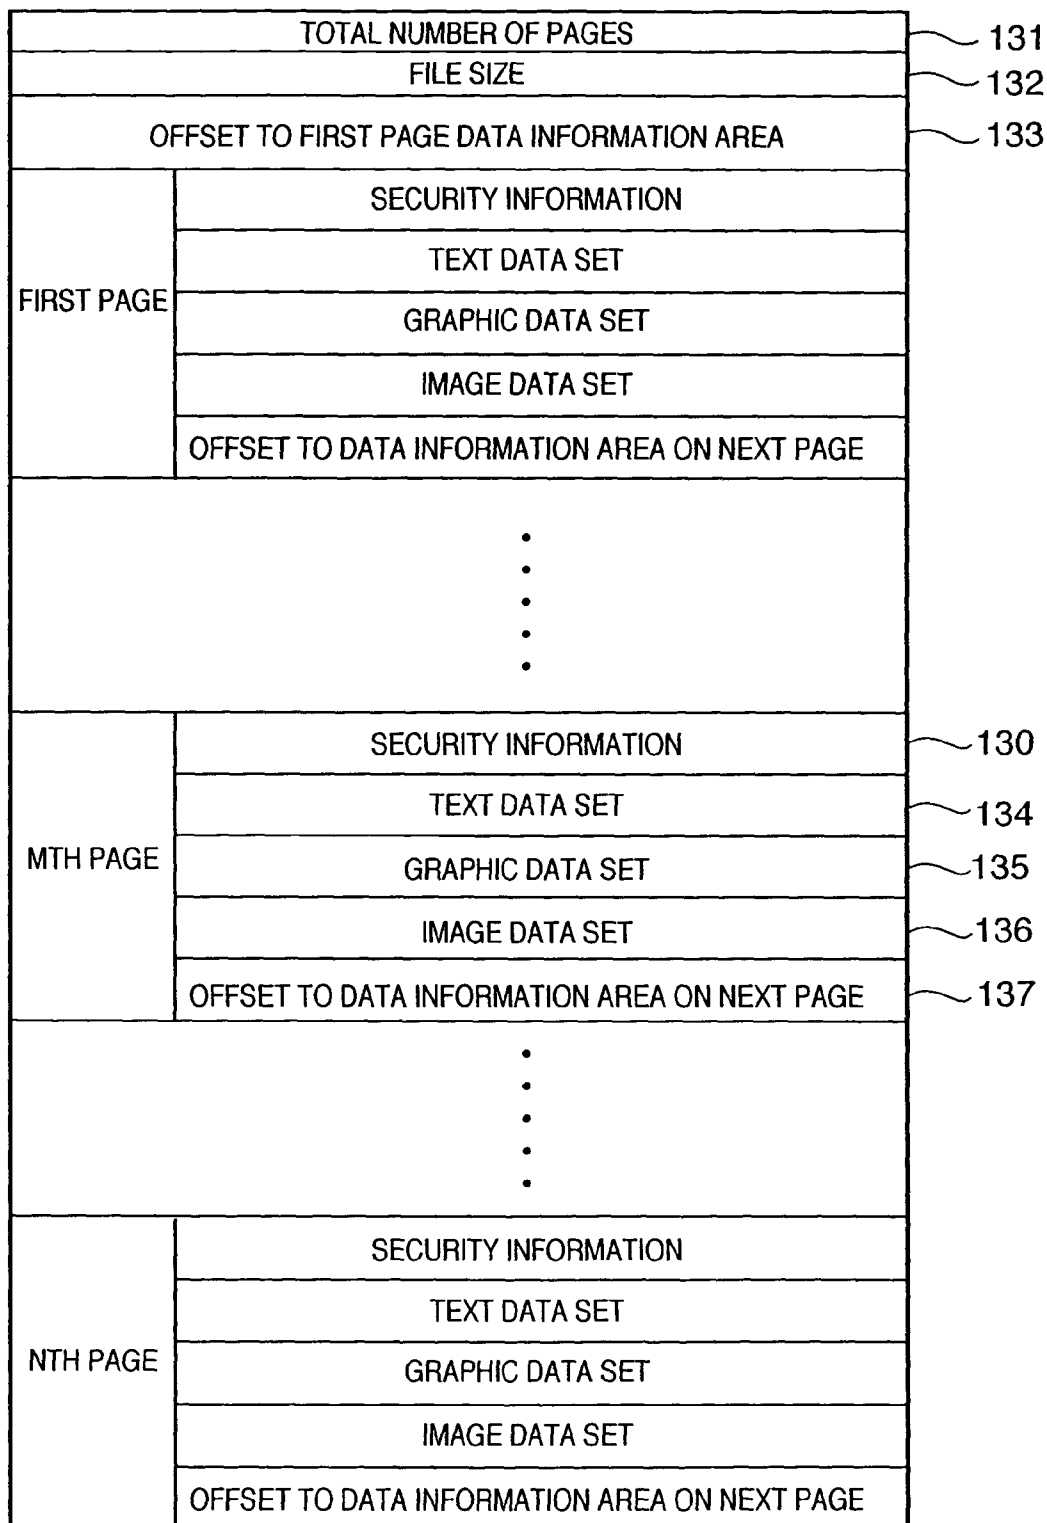 TOTAL NUMBER OF PAGES 131
FILE SIZE 132
OFFSET TO FIRST PAGE DATA INFORMATION AREA 133
FIRST PAGE
SECURITY INFORMATION
TEXT DATA SET
GRAPHIC DATA SET
IMAGE DATA SET
OFFSET TO DATA INFORMATION AREA ON NEXT PAGE
MTH PAGE
SECURITY INFORMATION 130
TEXT DATA SET 134
GRAPHIC DATA SET 135
IMAGE DATA SET 136
OFFSET TO DATA INFORMATION AREA ON NEXT PAGE 137
NTH PAGE
SECURITY INFORMATION
TEXT DATA SET
GRAPHIC DATA SET
IMAGE DATA SET
OFFSET TO DATA INFORMATION AREA ON NEXT PAGE